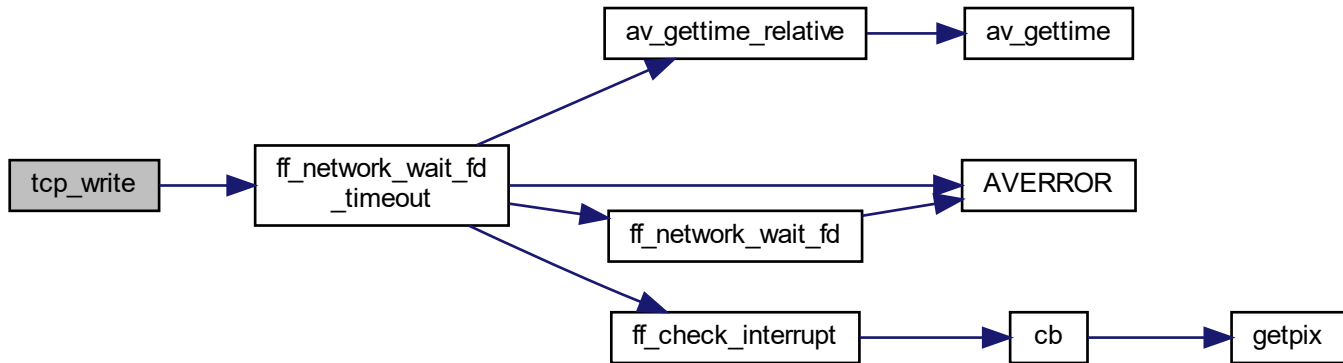 av_gettime_relative
av_gettime
tcp_write
ff_network_wait_fd
_timeout
AVERROR
ff_network_wait_fd
ff_check_interrupt
cb
getpix